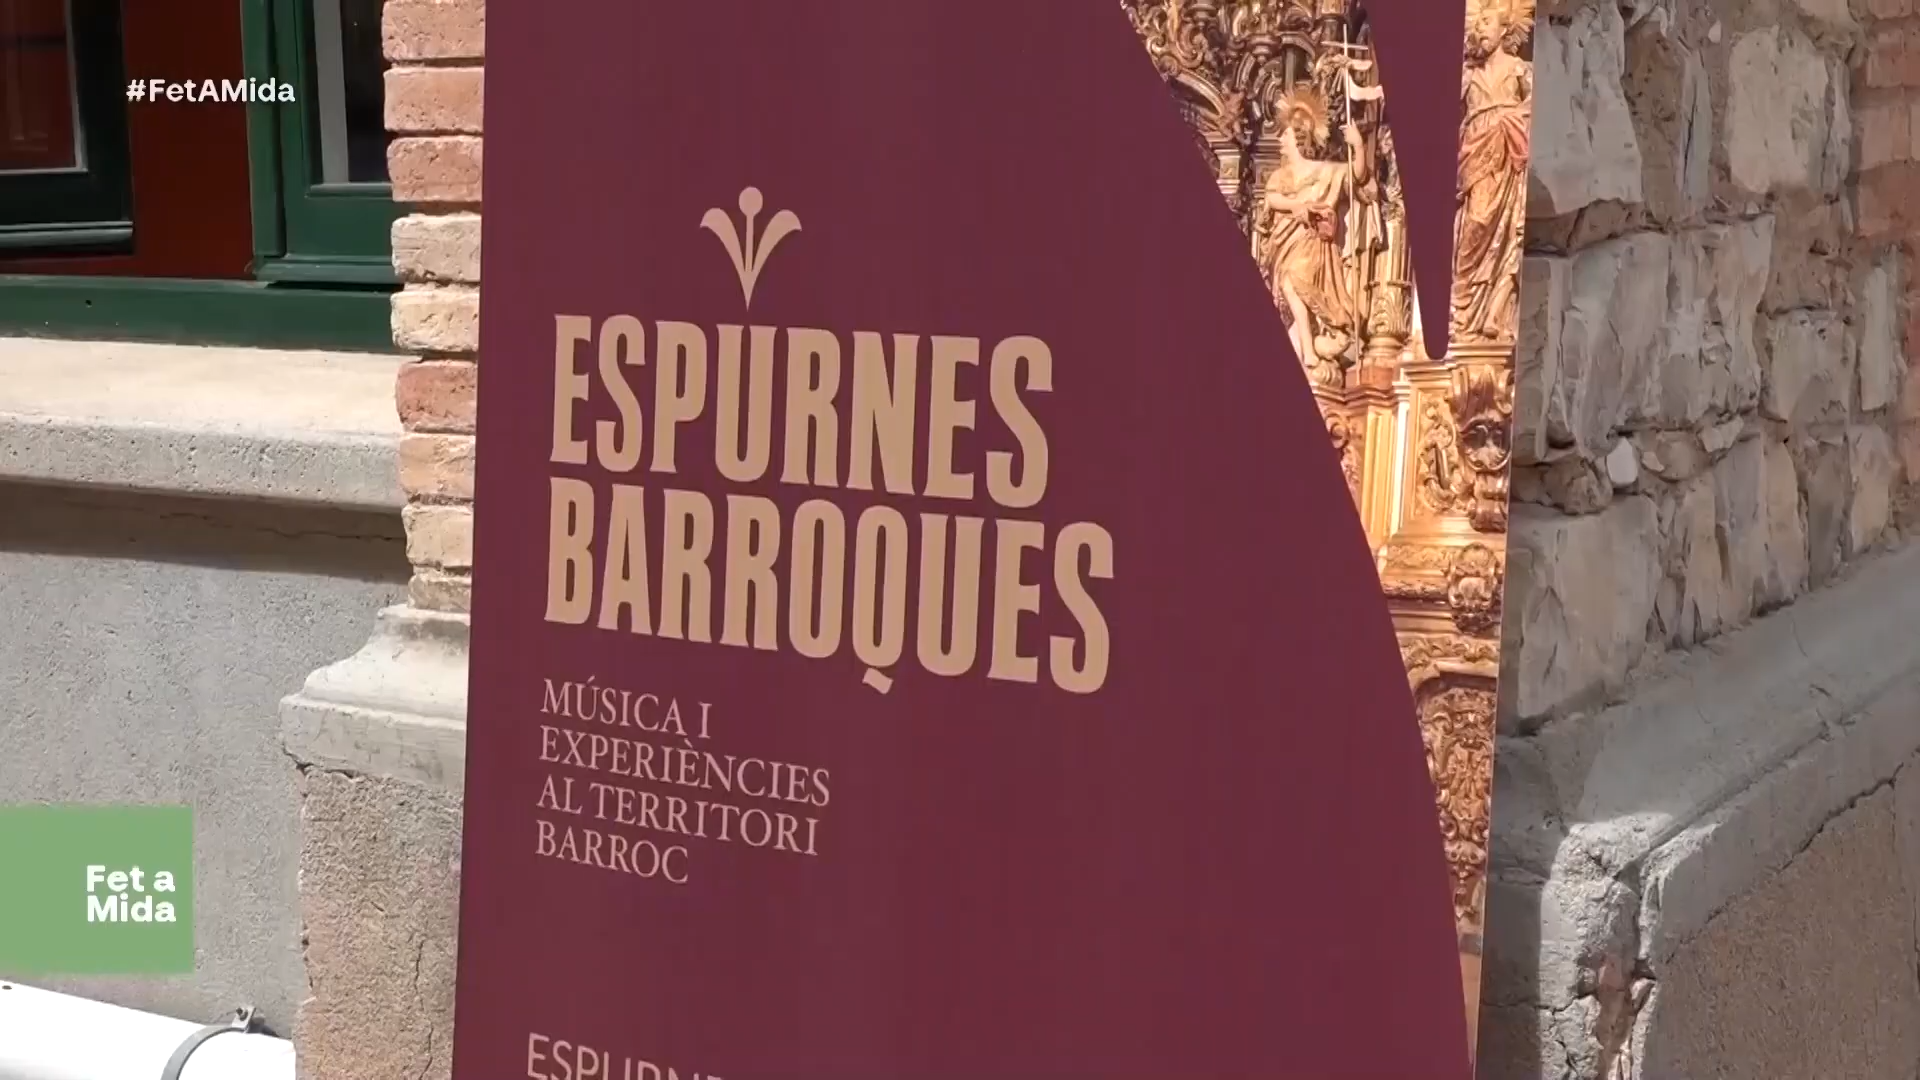 #FetAMida
ESPURNES
BARROQUES
MÚSICA I
EXPERIÈNCIES
AL TERRITORI
BARROC
Fet a
Mida